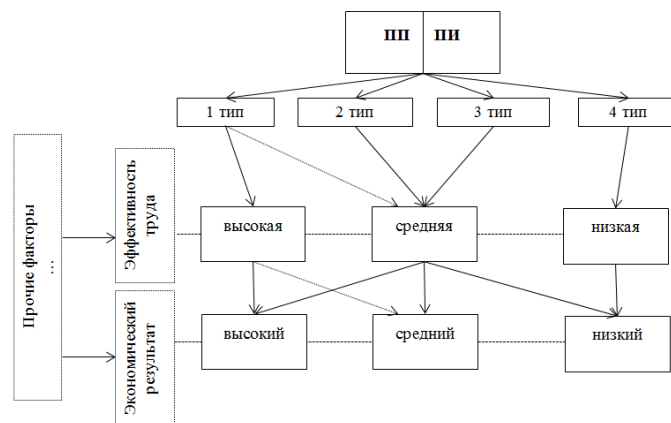 ПП ПИ
1 тип 2 тип 3 тип 4 тип
Прочие факторы
...
Эффективность
труда
высокая средняя низкая
Экономический
результат
высокий средний низкий